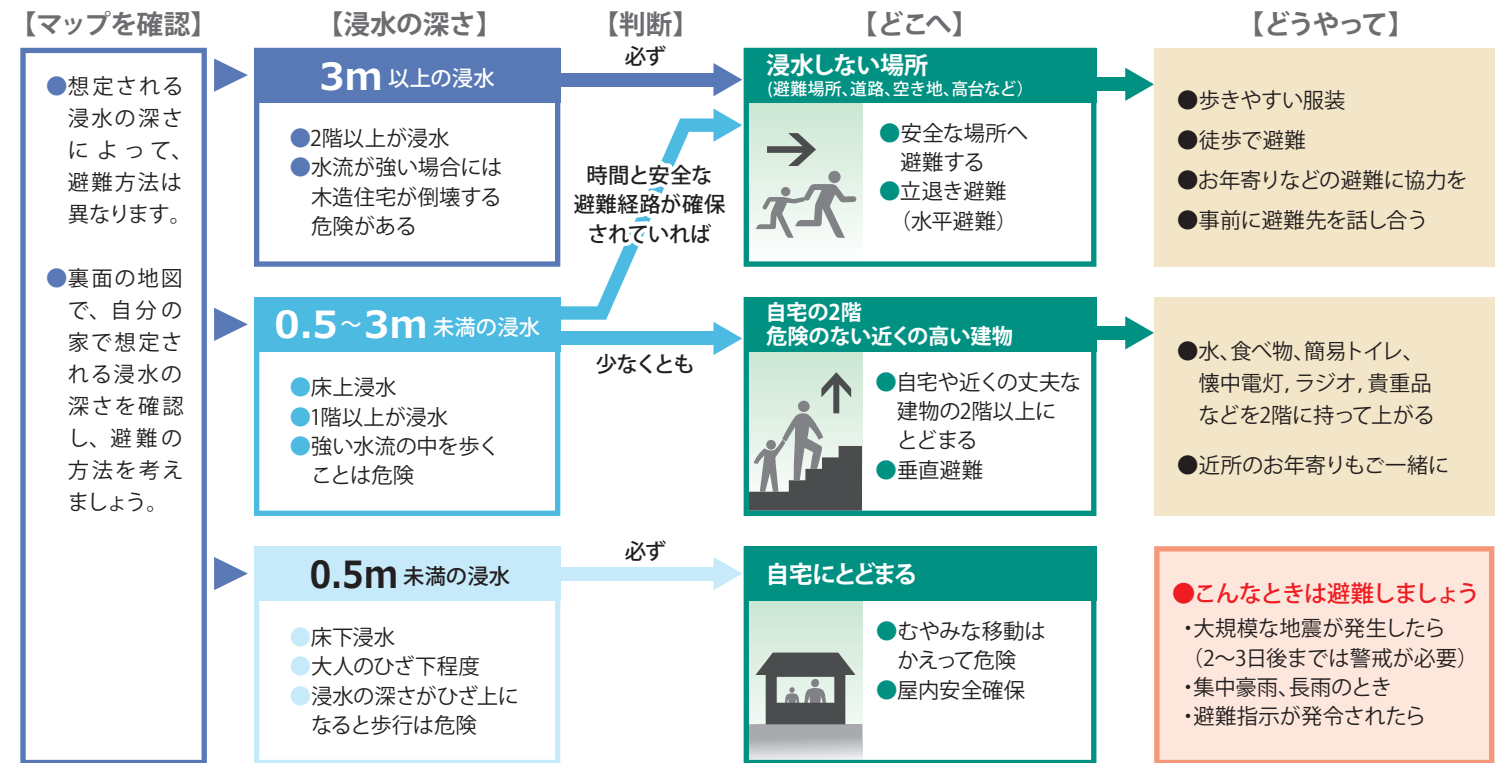 【マップを確認】
【浸水の深さ】
【判断】
【どこへ】
【どうやって】
●想定される
浸水の深さ
によって、
避難方法は
異なります。
●裏面の地図
で、自分の
家で想定さ
れる浸水の
深さを確認
し、避難の
方法を考え
ましょう。
3m 以上の浸水
●2階以上が浸水
●水流が強い場合には
木造住宅が倒壊する
危険がある
必ず
時間と安全な
避難経路が確保
されていれば
浸水しない場所
(避難場所、道路、空き地、高台など)
●安全な場所へ
避難する
●立退き避難
(水平避難)
●歩きやすい服装
●徒歩で避難
●お年寄りなどの避難に協力を
●事前に避難先を話し合う
0.5～3m 未満の浸水
●床上浸水
●1階以上が浸水
●強い水流の中を歩く
ことは危険
少なくとも
自宅の2階
危険のない近くの高い建物
●自宅や近くの丈夫な
建物の2階以上に
とどまる
●垂直避難
●水、食べ物、簡易トイレ、
懐中電灯, ラジオ, 貴重品
などを2階に持って上がる
●近所のお年寄りもご一緒に
0.5m 未満の浸水
●床下浸水
●大人のひざ下程度
●浸水の深さがひざ上に
なると歩行は危険
必ず
自宅にとどまる
●むやみな移動は
かえって危険
●屋内安全確保
●こんなときは避難しましょう
・大規模な地震が発生したら
(2～3日後までは警戒が必要)
・集中豪雨、長雨のとき
・避難指示が発令されたら